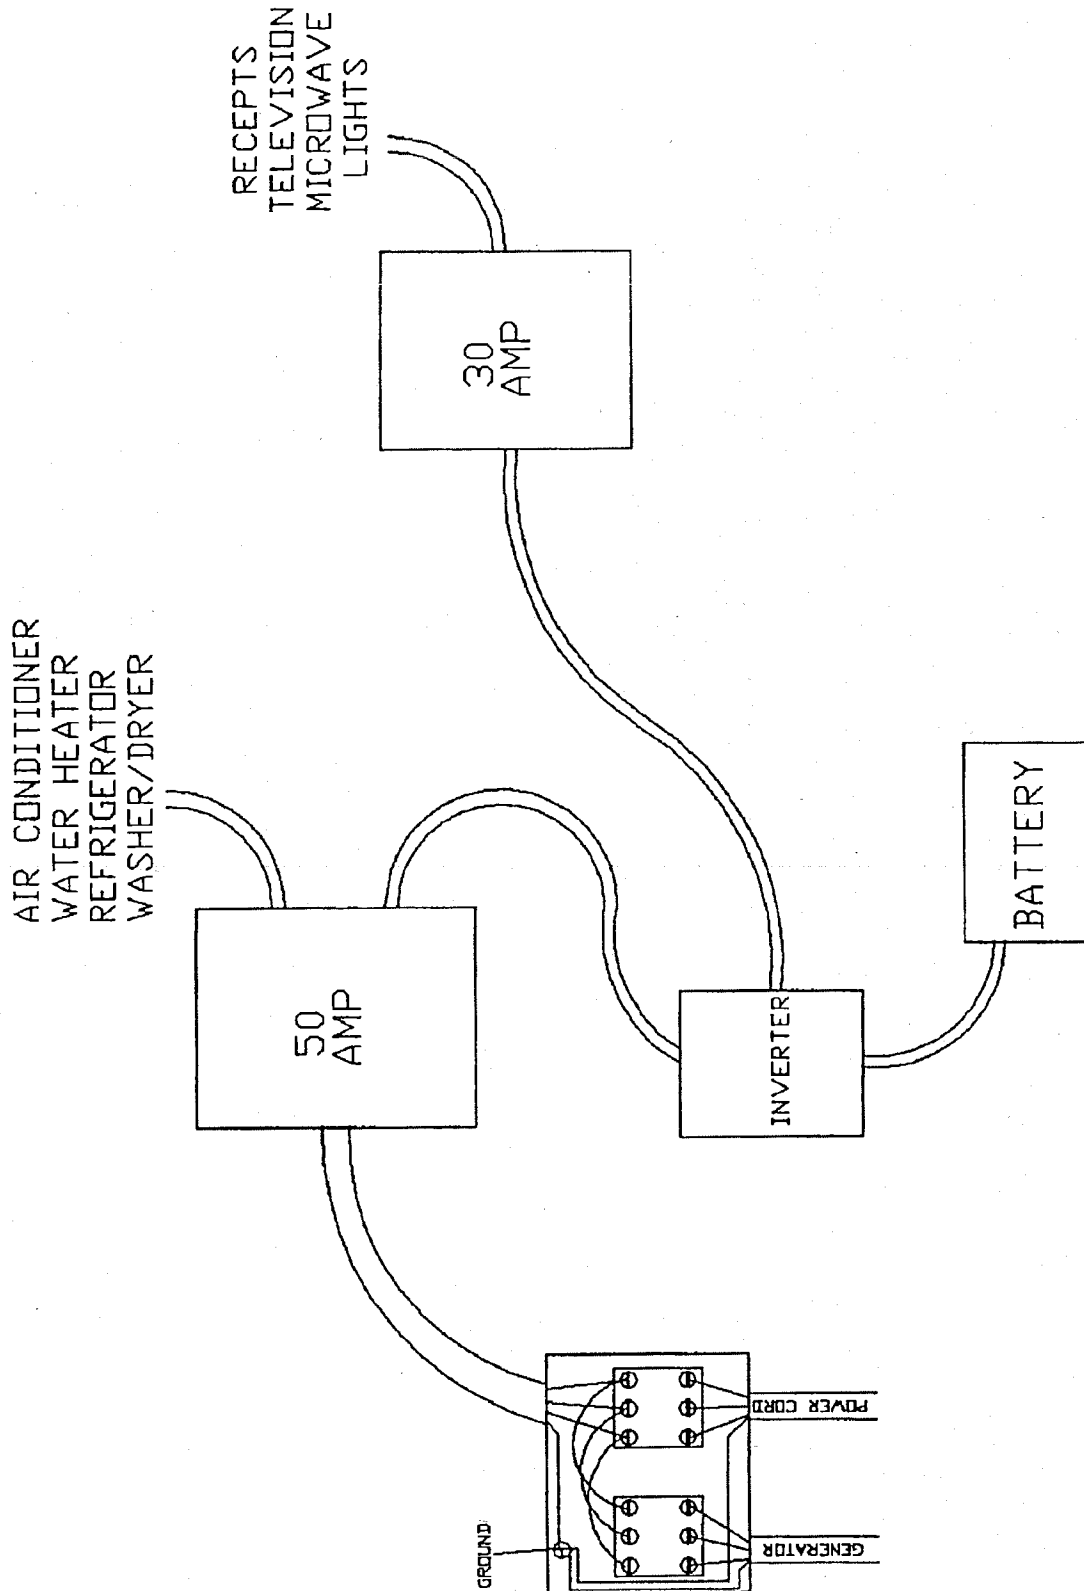 RECEPTS
TELEVISION
MICROWAVE
LIGHTS
30
AMP
AIR CONDITIONER
WATER HEATER
REFRIGERATOR
WASHER/DRYER
50
AMP
INVERTER
BATTERY
GROUND
POWER CORD
GENERATOR